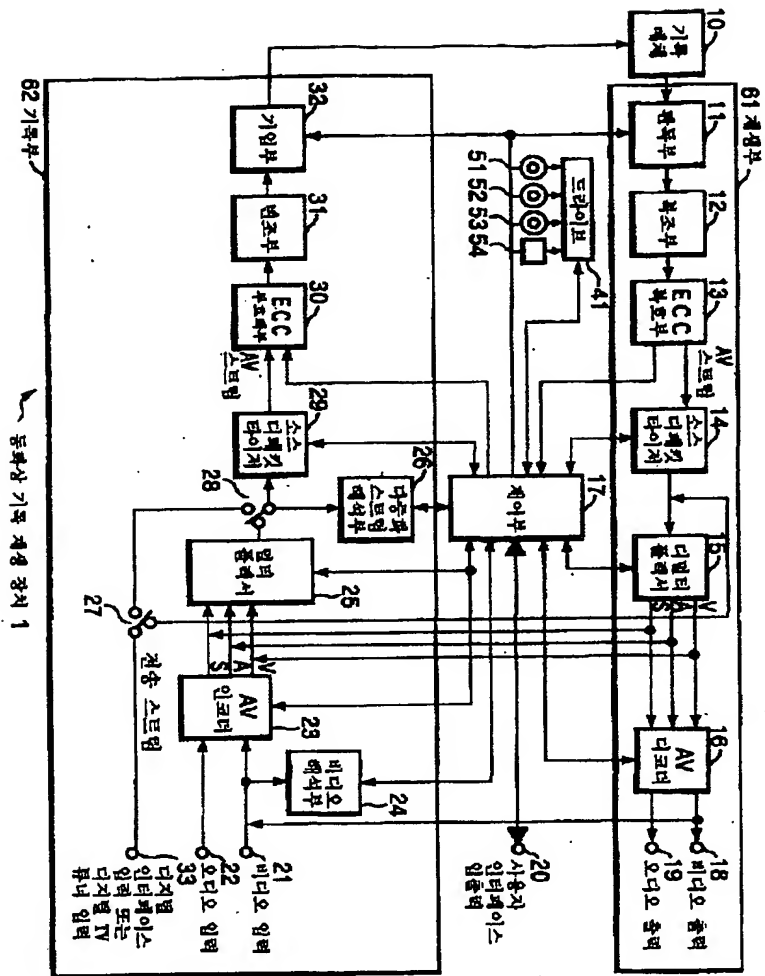 61 재생부
10
기록
매체
11
판독부
12
복조부
13
ECC
복호부
AV
스트림
14
소스
디패킷
타이저
15
디멀티
플렉서
V
A
S
16
AV
디코더
18
비디오 출력
19
오디오 출력
51
52
53
54
드라이브
41
17
제어부
20
사용자
인터페이스
입출력
62 기록부
32
기입부
31
변조부
30
ECC
부호화부
AV
스트림
29
소스
디패킷
타이저
28
26
다중화
스트림
해석부
25
멀티
플렉서
27
V
A
S
23
AV
인코더
24
비디오
해석부
21
비디오 입력
22
오디오 입력
33
디지털
인터페이스
입력 또는
디지털 TV
튜너 입력
전송 스트림
동화상 기록 재생 장치 1